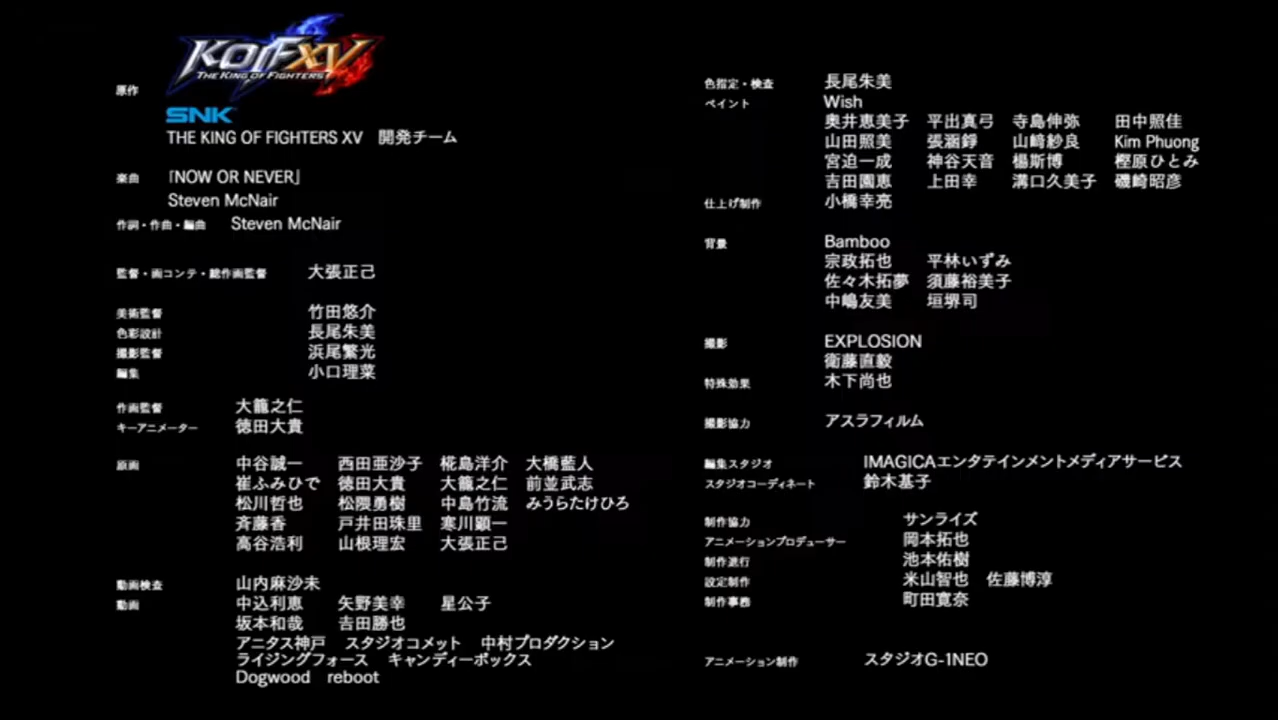 KOFXV
THE KING OF FIGHTERS
原作
SNK
THE KING OF FIGHTERS XV 開発チーム
楽曲 「NOW OR NEVER」
Steven McNair
作詞・作曲・編曲 Steven McNair
監督・画コンテ・総作画監督 大張正己
美術監督 竹田悠介
色彩設計 長尾朱美
撮影監督 浜尾繁光
編集 小口理菜
作画監督 大籠之仁
キーアニメーター 徳田大貴
原画 中谷誠一 西田亜沙子 椛島洋介 大橋藍人
崔ふみひで 徳田大貴 大籠之仁 前並武志
松川哲也 松隈勇樹 中島竹流 みうらたけひろ
斉藤香 戸井田珠里 寒川顕一
高谷浩利 山根理宏 大張正己
動画検査 山内麻沙未
動画 中込利恵 矢野美幸 星公子
坂本和哉 吉田勝也
アニタス神戸 スタジオコメット 中村プロダクション
ライジングフォース キャンディーボックス
Dogwood reboot
色指定・検査 長尾朱美
ペイント Wish
奥井恵美子 平出真弓 寺島伸弥 田中照佳
山田照美 張涵錚 山﨑紗良 Kim Phuong
宮迫一成 神谷天音 楊斯博 樫原ひとみ
吉田園恵 上田幸 溝口久美子 磯崎昭彦
仕上げ制作 小橋幸亮
背景 Bamboo
宗政拓也 平林いずみ
佐々木拓夢 須藤裕美子
中嶋友美 垣堺司
撮影 EXPLOSION
衛藤直毅
特殊効果 木下尚也
撮影協力 アスラフィルム
編集スタジオ IMAGICAエンタテインメントメディアサービス
スタジオコーディネート 鈴木基子
制作協力 サンライズ
アニメーションプロデューサー 岡本拓也
制作進行 池本佑樹
設定制作 米山智也 佐藤博淳
制作事務 町田寛奈
アニメーション制作 スタジオG-1NEO